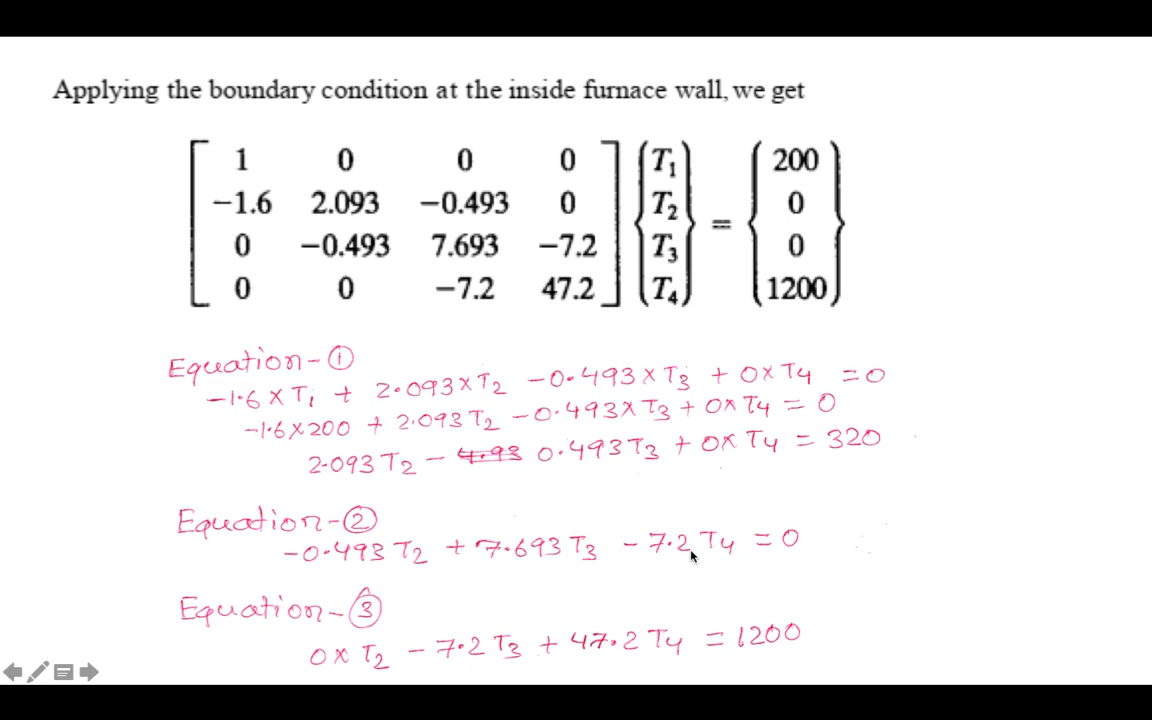 Applying the boundary condition at the inside furnace wall, we get
1 0 0 0 T1 200
−1.6 2.093 −0.493 0 T2 = 0
0 −0.493 7.693 −7.2 T3 0
0 0 −7.2 47.2 T4 1200
Equation-①
-1.6 x T1 + 2.093 x T2 - 0.493 x T3 + 0 x T4 = 0
-1.6 x 200 + 2.093 T2 - 0.493 x T3 + 0 x T4 = 0
2.093 T2 - 4.93 0.493 T3 + 0 x T4 = 320
Equation-②
-0.493 T2 + 7.693 T3 - 7.2 T4 = 0
Equation-③
0 x T2 - 7.2 T3 + 47.2 T4 = 1200